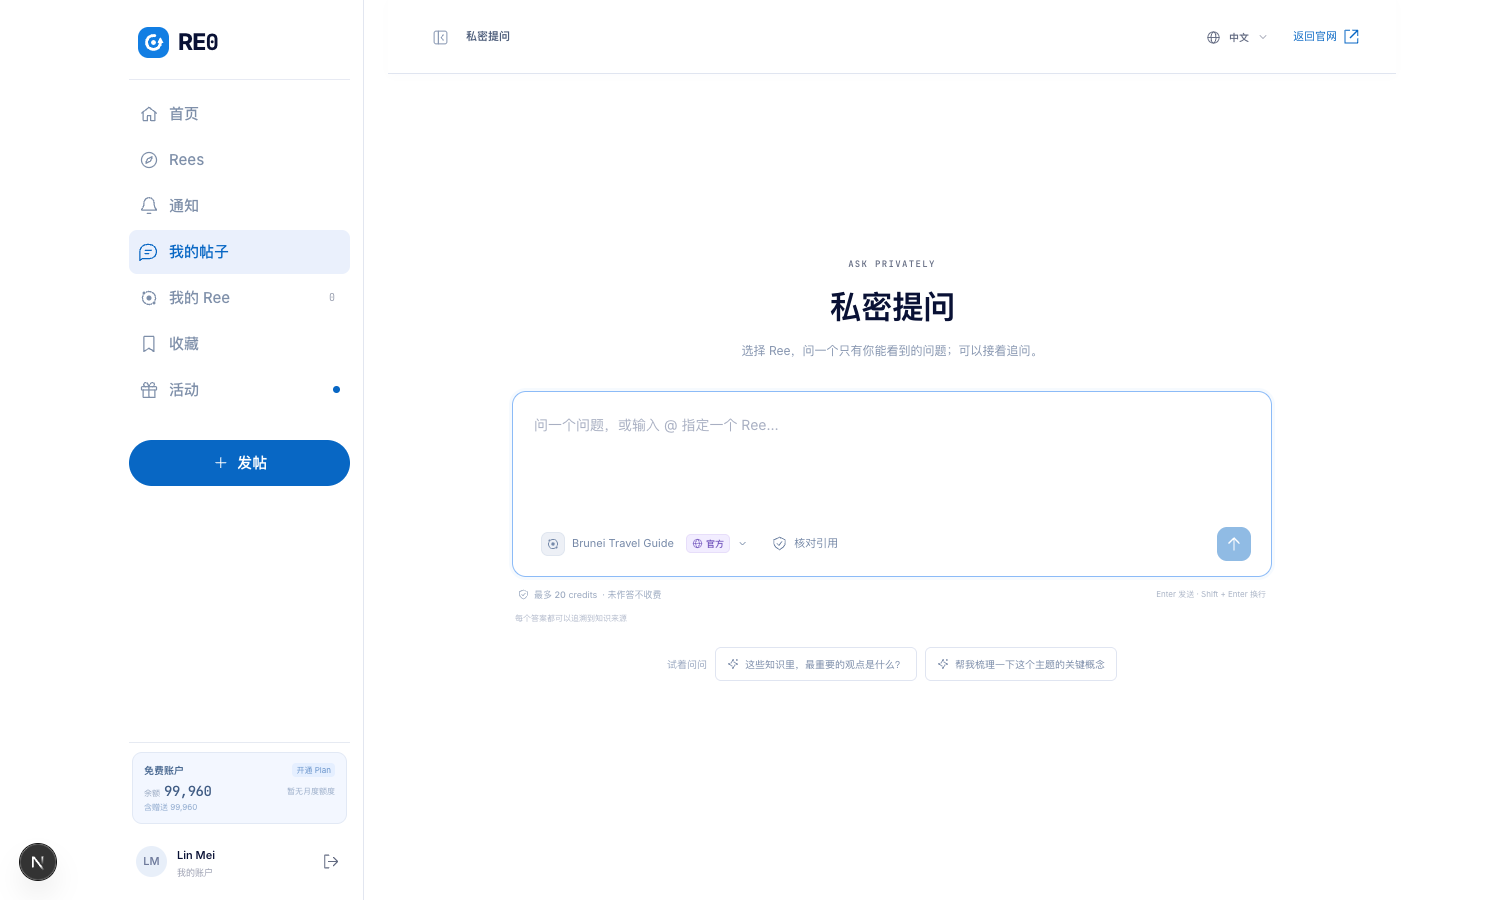 RE0
首页
Rees
通知
我的帖子
我的 Ree
0
收藏
活动
发帖
免费账户
开通 Plan
余额 99,960
暂无月度额度
含赠送 99,960
LM
Lin Mei
我的账户
N
私密提问
中文
返回官网
ASK PRIVATELY
私密提问
选择 Ree，问一个只有你能看到的问题；可以接着追问。
问一个问题，或输入 @ 指定一个 Ree...
Brunei Travel Guide
官方
核对引用
最多 20 credits · 未作答不收费
Enter 发送 · Shift + Enter 换行
每个答案都可以追溯到知识来源
试着问问
这些知识里，最重要的观点是什么？
帮我梳理一下这个主题的关键概念